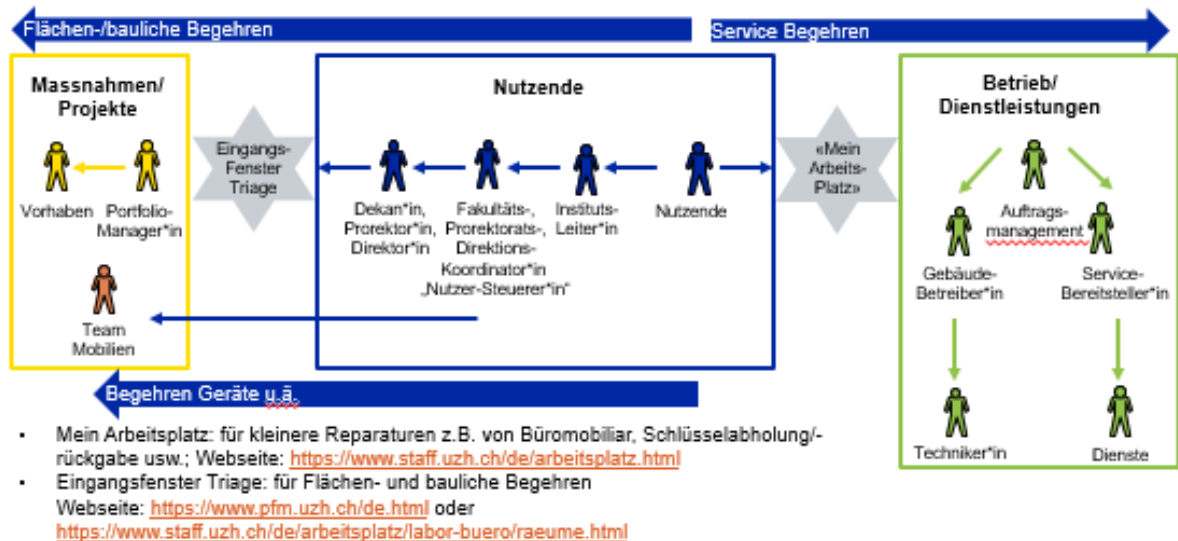 Flächen-/bauliche Begehren
Service Begehren
Massnahmen/
Projekte
Vorhaben
Portfolio-
Manager*in
Team
Mobilien
Eingangs-
Fenster
Triage
Nutzende
Dekan*in,
Prorektor*in,
Direktor*in
Fakultäts-,
Prorektorats-,
Direktions-
Koordinator*in
„Nutzer-Steuerer*in“
Instituts-
Leiter*in
Nutzende
«Mein
Arbeits-
Platz»
Betrieb/
Dienstleistungen
Auftrags-
management
Gebäude-
Betreiber*in
Service-
Bereitsteller*in
Techniker*in
Dienste
Begehren Geräte u.ä.
• Mein Arbeitsplatz: für kleinere Reparaturen z.B. von Büromobiliar, Schlüsselabholung/-
rückgabe usw.; Webseite: https://www.staff.uzh.ch/de/arbeitsplatz.html
• Eingangsfenster Triage: für Flächen- und bauliche Begehren
Webseite: https://www.pfm.uzh.ch/de.html oder
https://www.staff.uzh.ch/de/arbeitsplatz/labor-buero/raeume.html